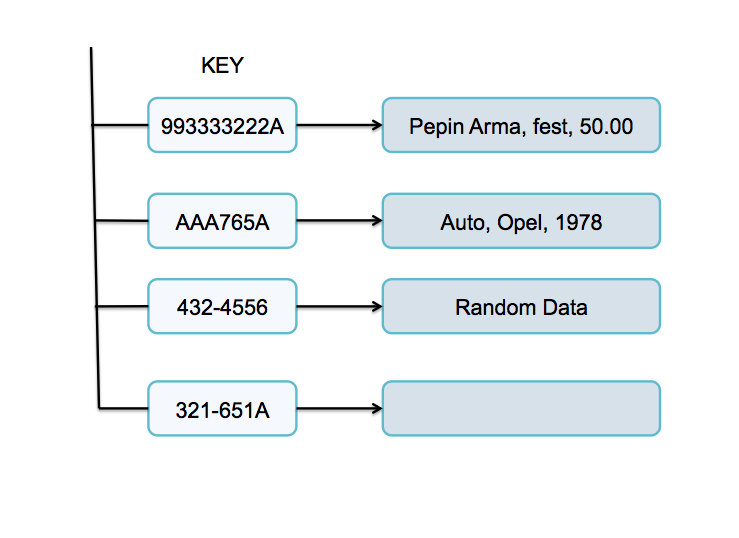 KEY
993333222A
Pepin Arma, fest, 50.00
AAA765A
Auto, Opel, 1978
432-4556
Random Data
321-651A